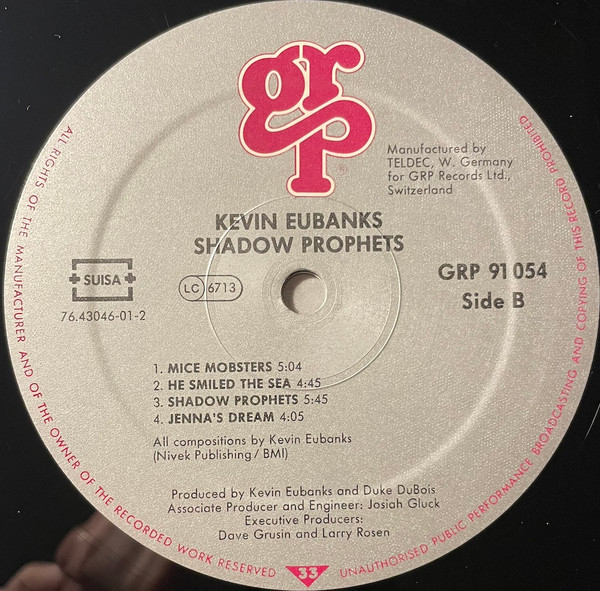 grp
®
Manufactured by
TELDEC, W. Germany
for GRP Records Ltd.,
Switzerland
KEVIN EUBANKS
SHADOW PROPHETS
SUISA
76.43046-01-2
LC 6713
GRP 91 054
Side B
1. MICE MOBSTERS 5:04
2. HE SMILED THE SEA 4:45
3. SHADOW PROPHETS 5:45
4. JENNA'S DREAM 4:05
All compositions by Kevin Eubanks
(Nivek Publishing / BMI)
Produced by Kevin Eubanks and Duke DuBois
Associate Producer and Engineer: Josiah Gluck
Executive Producers:
Dave Grusin and Larry Rosen
ALL RIGHTS OF THE MANUFACTURER AND OF THE OWNER OF THE RECORDED WORK RESERVED
33
UNAUTHORISED PUBLIC PERFORMANCE BROADCASTING AND COPYING OF THIS RECORD PROHIBITED